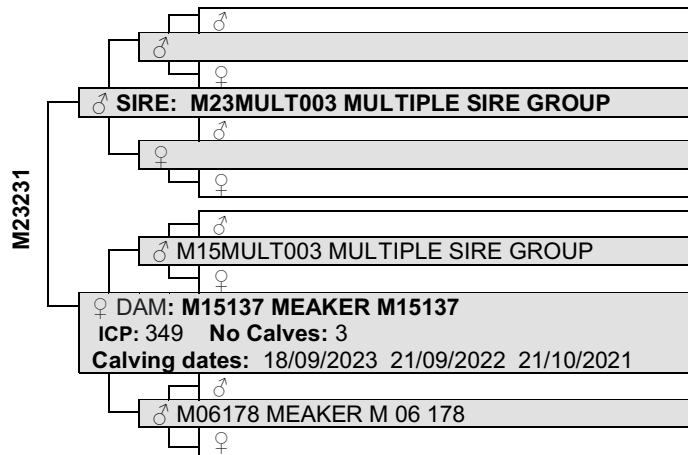 ♂
♂
♀
♂ SIRE: M23MULT003 MULTIPLE SIRE GROUP
♂
♀
♀
M23231
♂
♂ M15MULT003 MULTIPLE SIRE GROUP
♀
♀ DAM: M15137 MEAKER M15137
ICP: 349 No Calves: 3
Calving dates: 18/09/2023 21/09/2022 21/10/2021
♂
♂ M06178 MEAKER M 06 178
♀